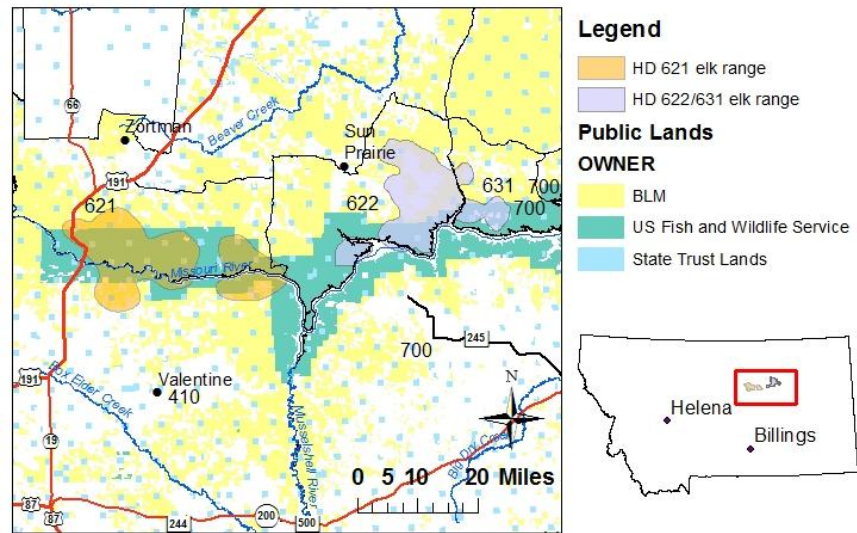 66
Zortman
Beaver Creek
Sun
Prairie
191
621
622
631
700
700
Missouri River
245
700
N
191
Box Elder Creek
Valentine
410
Musselshell River
Big Dry Creek
19
0 5 10 20 Miles
87
87
244
200
500
Legend
HD 621 elk range
HD 622/631 elk range
Public Lands
OWNER
BLM
US Fish and Wildlife Service
State Trust Lands
Helena
Billings